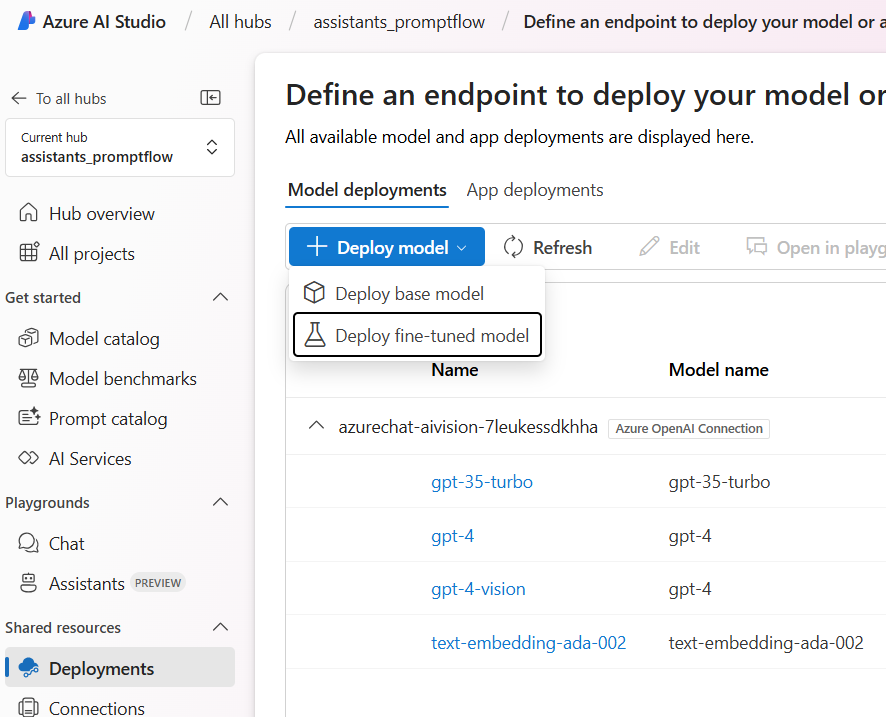 Azure AI Studio / All hubs / assistants_promptflow / Define an endpoint to deploy your model or
To all hubs
Current hub
assistants_promptflow
Hub overview
All projects
Get started
Model catalog
Model benchmarks
Prompt catalog
AI Services
Playgrounds
Chat
Assistants PREVIEW
Shared resources
Deployments
Connections
Define an endpoint to deploy your model or
All available model and app deployments are displayed here.
Model deployments App deployments
Deploy model Refresh Edit Open in playg
Deploy base model
Deploy fine-tuned model
Name Model name
azurechat-aivision-7leukessdkhha Azure OpenAI Connection
gpt-35-turbo gpt-35-turbo
gpt-4 gpt-4
gpt-4-vision gpt-4
text-embedding-ada-002 text-embedding-ada-002